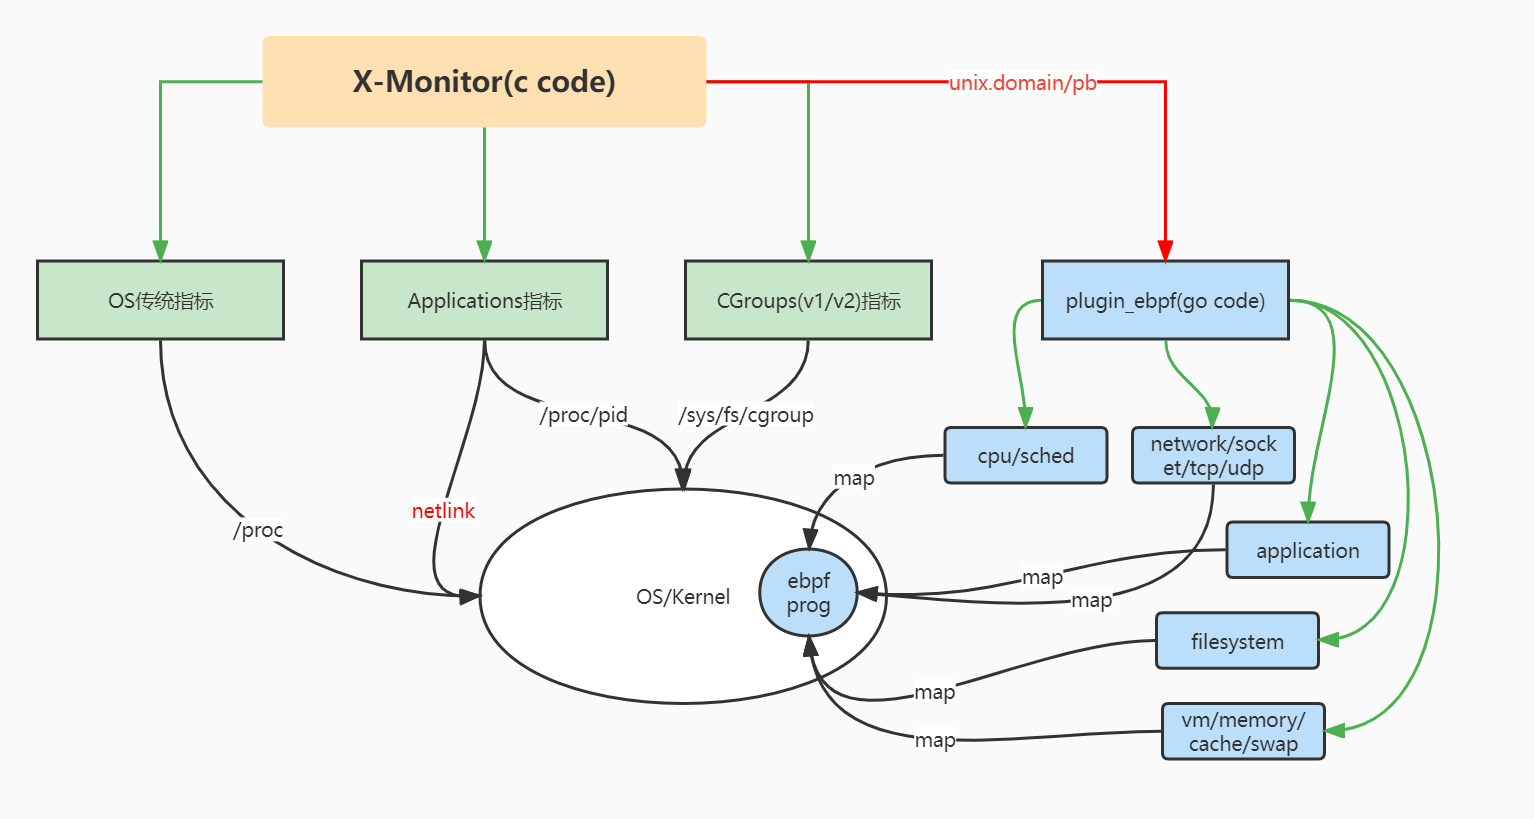 X-Monitor(c code)
unix.domain/pb
OS传统指标
Applications指标
CGroups(v1/v2)指标
plugin_ebpf(go code)
/proc/pid
/sys/fs/cgroup
cpu/sched
network/sock
et/tcp/udp
map
netlink
/proc
application
OS/Kernel
ebpf
prog
map
map
filesystem
map
vm/memory/
cache/swap
map